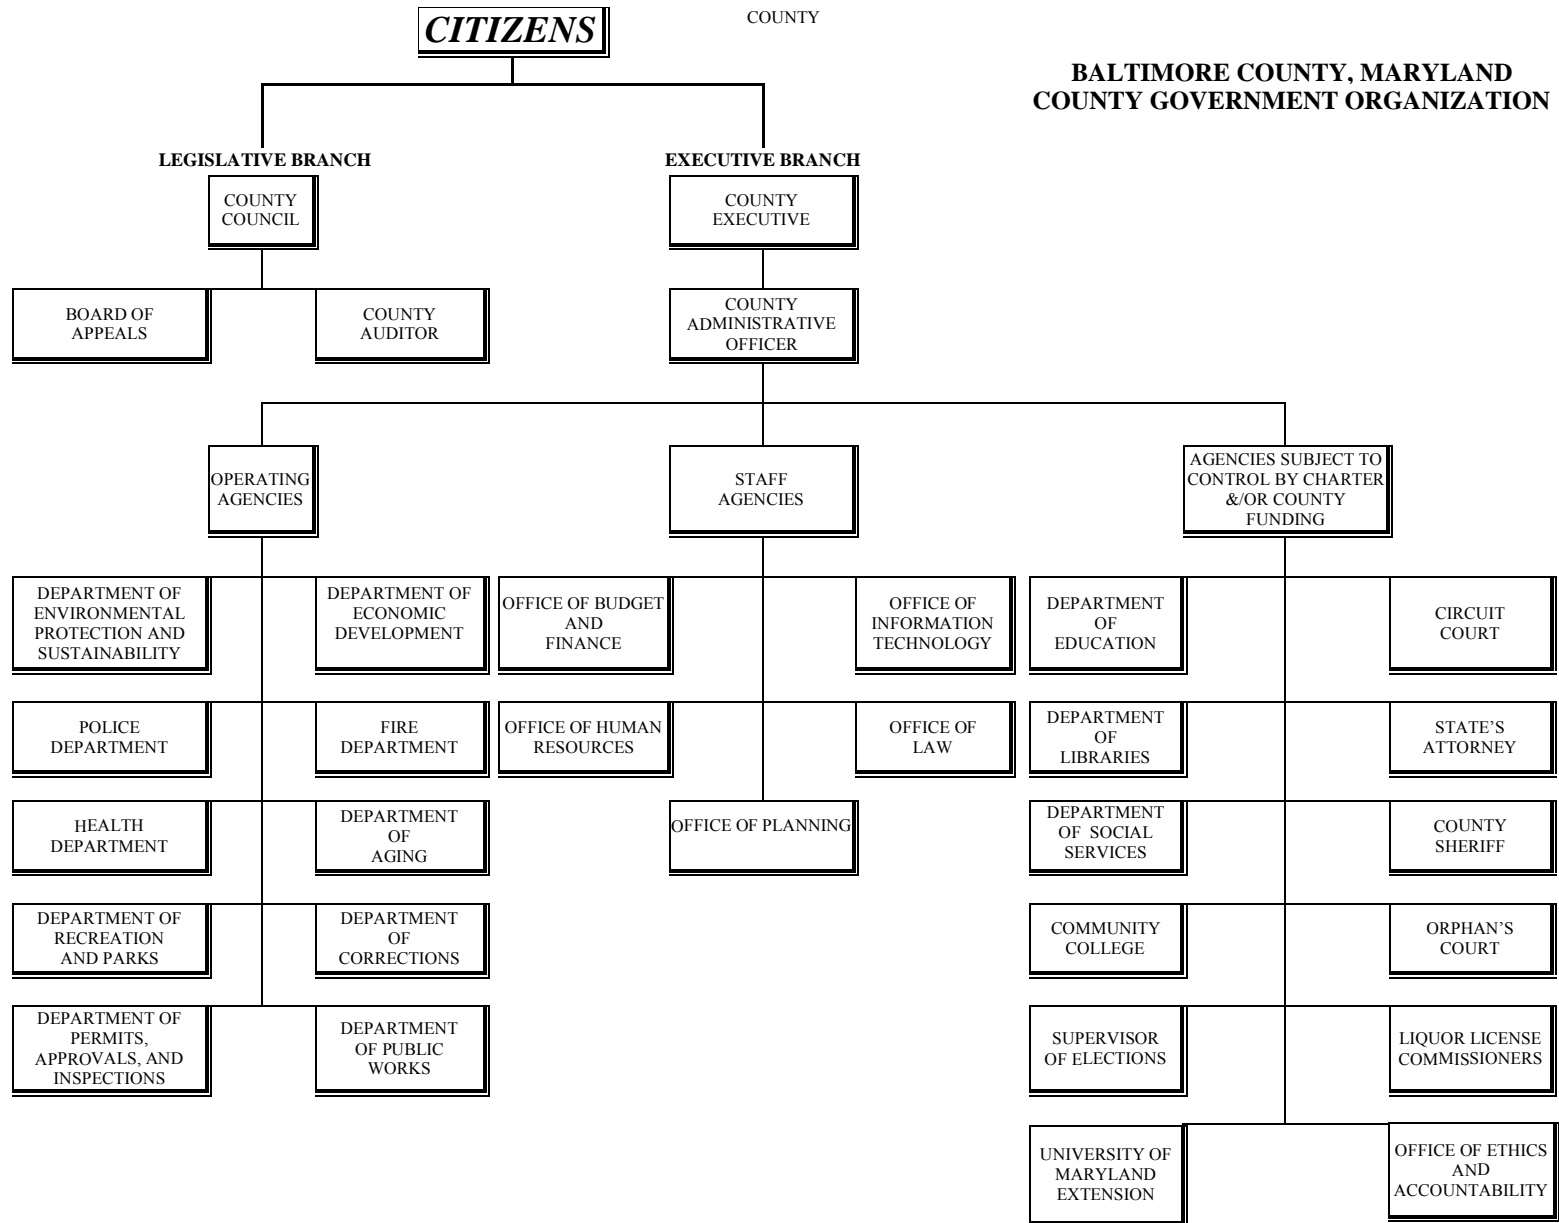 CITIZENS
COUNTY
BALTIMORE COUNTY, MARYLAND
COUNTY GOVERNMENT ORGANIZATION
LEGISLATIVE BRANCH
EXECUTIVE BRANCH
COUNTY
COUNCIL
COUNTY
EXECUTIVE
BOARD OF
APPEALS
COUNTY
AUDITOR
COUNTY
ADMINISTRATIVE
OFFICER
OPERATING
AGENCIES
STAFF
AGENCIES
AGENCIES SUBJECT TO
CONTROL BY CHARTER
&/OR COUNTY
FUNDING
DEPARTMENT OF
ENVIRONMENTAL
PROTECTION AND
SUSTAINABILITY
DEPARTMENT OF
ECONOMIC
DEVELOPMENT
OFFICE OF BUDGET
AND
FINANCE
OFFICE OF
INFORMATION
TECHNOLOGY
DEPARTMENT
OF
EDUCATION
CIRCUIT
COURT
POLICE
DEPARTMENT
FIRE
DEPARTMENT
OFFICE OF HUMAN
RESOURCES
OFFICE OF
LAW
DEPARTMENT
OF
LIBRARIES
STATE'S
ATTORNEY
HEALTH
DEPARTMENT
DEPARTMENT
OF
AGING
OFFICE OF PLANNING
DEPARTMENT
OF SOCIAL
SERVICES
COUNTY
SHERIFF
DEPARTMENT OF
RECREATION
AND PARKS
DEPARTMENT
OF
CORRECTIONS
COMMUNITY
COLLEGE
ORPHAN'S
COURT
DEPARTMENT OF
PERMITS,
APPROVALS, AND
INSPECTIONS
DEPARTMENT
OF PUBLIC
WORKS
SUPERVISOR
OF ELECTIONS
LIQUOR LICENSE
COMMISSIONERS
UNIVERSITY OF
MARYLAND
EXTENSION
OFFICE OF ETHICS
AND
ACCOUNTABILITY